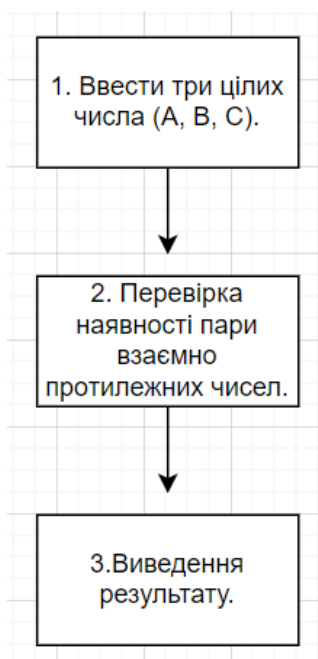 1. Ввести три цілих
числа (A, B, C).
2. Перевірка
наявності пари
взаємно
протилежних чисел.
3.Виведення
результату.